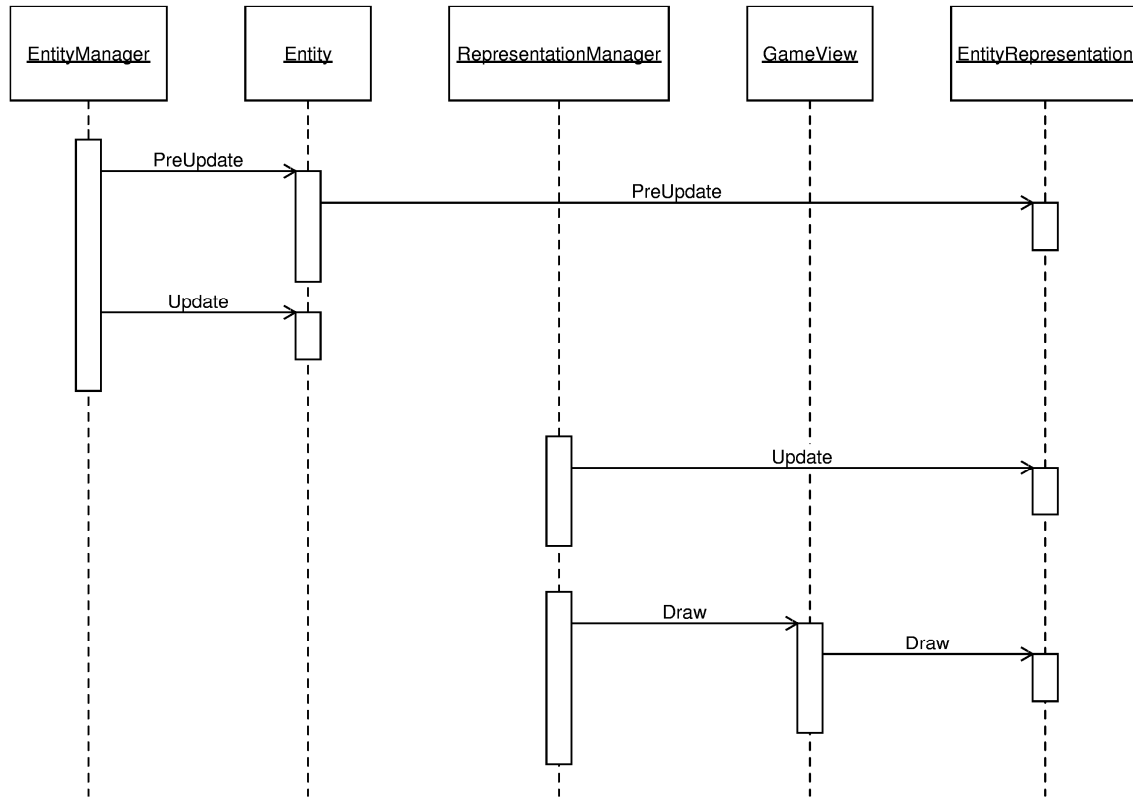 EntityManager
Entity
RepresentationManager
GameView
EntityRepresentation
PreUpdate
PreUpdate
Update
Update
Draw
Draw